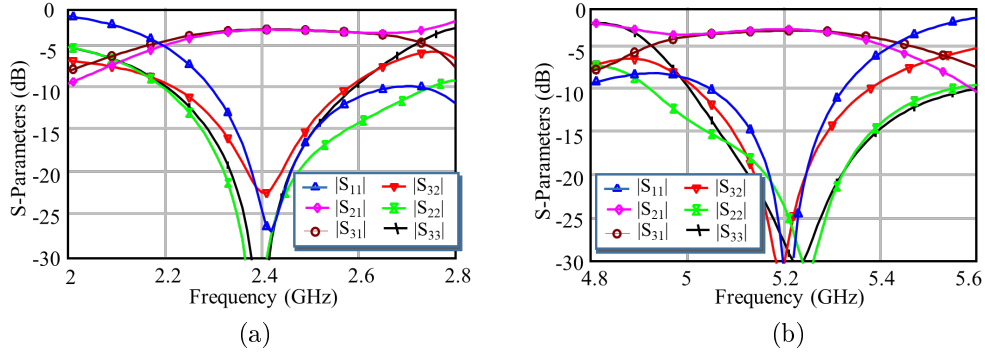 0
-5
-10
-15
-20
-25
-30
S-Parameters (dB)
|S11| |S32|
|S21| |S22|
|S31| |S33|
2 2.2 2.4 2.6 2.8
Frequency (GHz)
(a)
0
-5
-10
-15
-20
-25
-30
S-Parameters (dB)
|S11| |S32|
|S21| |S22|
|S31| |S33|
4.8 5 5.2 5.4 5.6
Frequency (GHz)
(b)